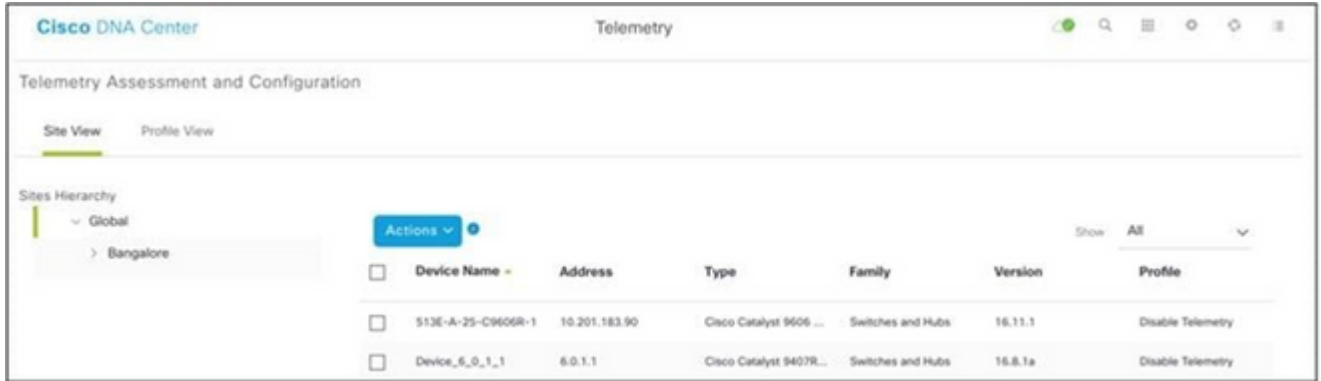 Cisco DNA Center Telemetry
Telemetry Assessment and Configuration
Site View Profile View
Sites Hierarchy
Global
Bangalore
Actions
Show All
Device Name Address Type Family Version Profile
513E-A-25-C9606R-1 10.201.183.90 Cisco Catalyst 9606 ... Switches and Hubs 16.11.1 Disable Telemetry
Device_6_0_1_1 6.0.1.1 Cisco Catalyst 9407R... Switches and Hubs 16.8.1a Disable Telemetry